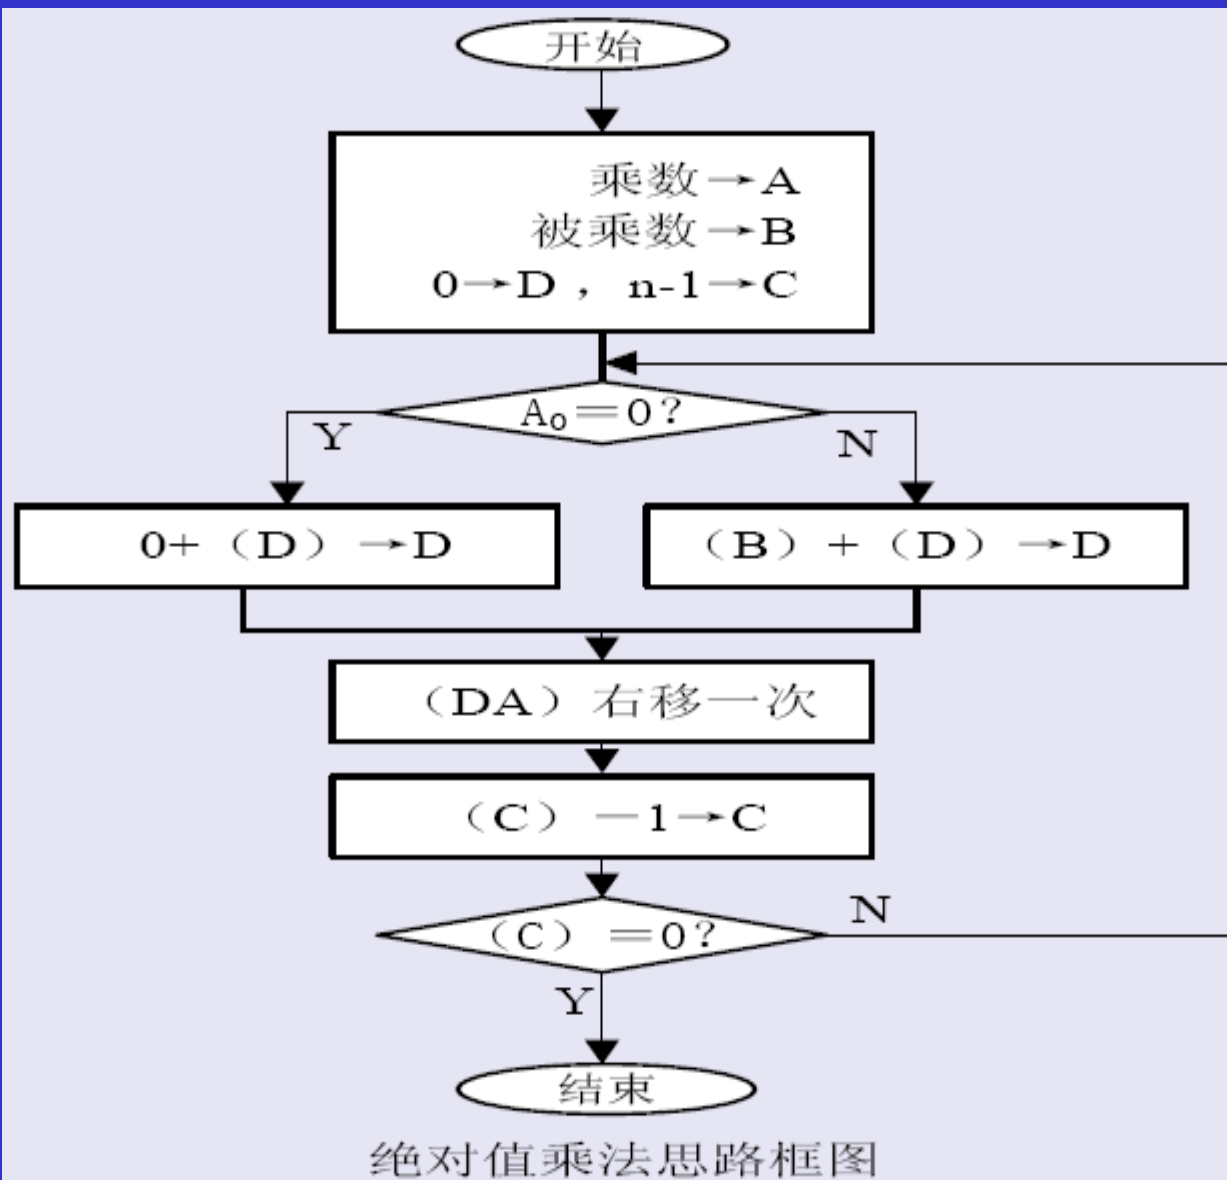 开始
乘数→A
被乘数→B
0→D，n-1→C
A₀＝0?
Y
N
0+（D）→D
（B）+（D）→D
（DA）右移一次
（C）－1→C
（C）＝0?
N
Y
结束
绝对值乘法思路框图